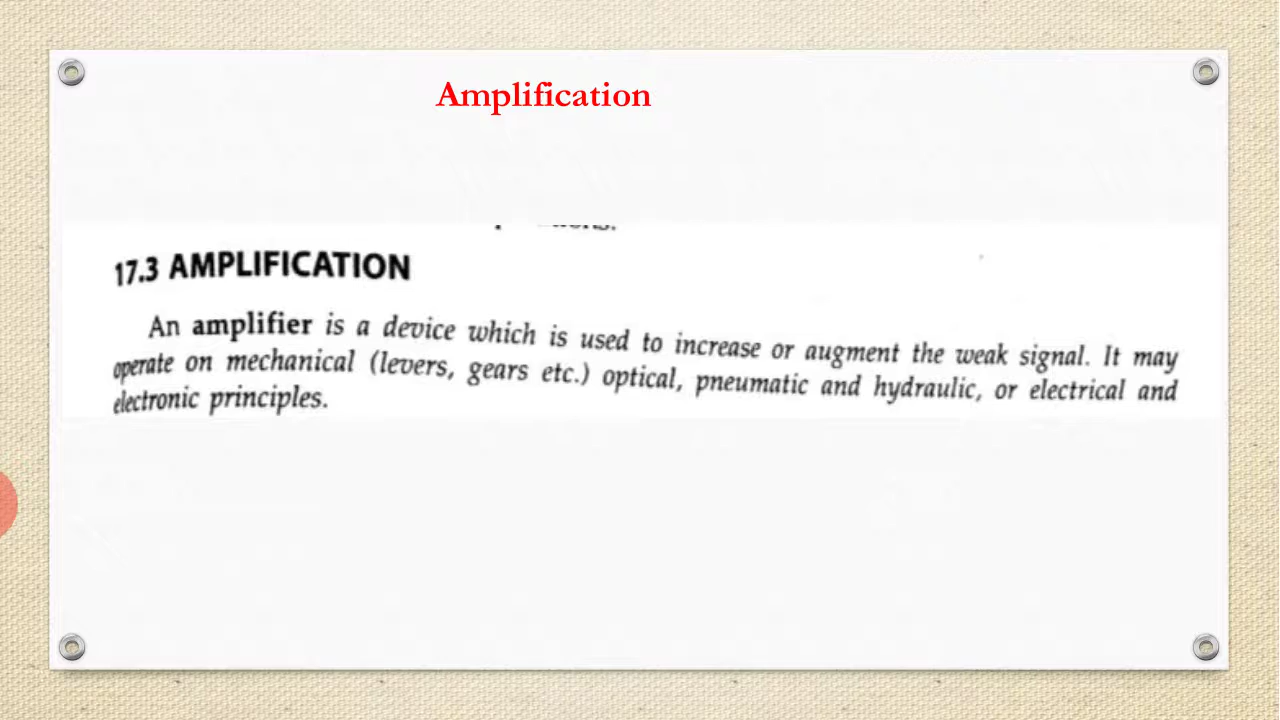 Amplification
17.3 AMPLIFICATION
An amplifier is a device which is used to increase or augment the weak signal. It may
operate on mechanical (levers, gears etc.) optical, pneumatic and hydraulic, or electrical and
electronic principles.